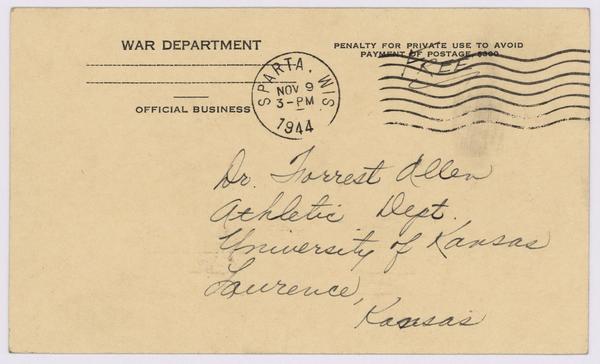 WAR DEPARTMENT
OFFICIAL BUSINESS
PENALTY FOR PRIVATE USE TO AVOID
PAYMENT OF POSTAGE, $300
FREE
SPARTA, WIS.
NOV 9
3-PM
1944
Dr. Forrest Allen
Athletic Dept.
University of Kansas
Laurence,
Kansas